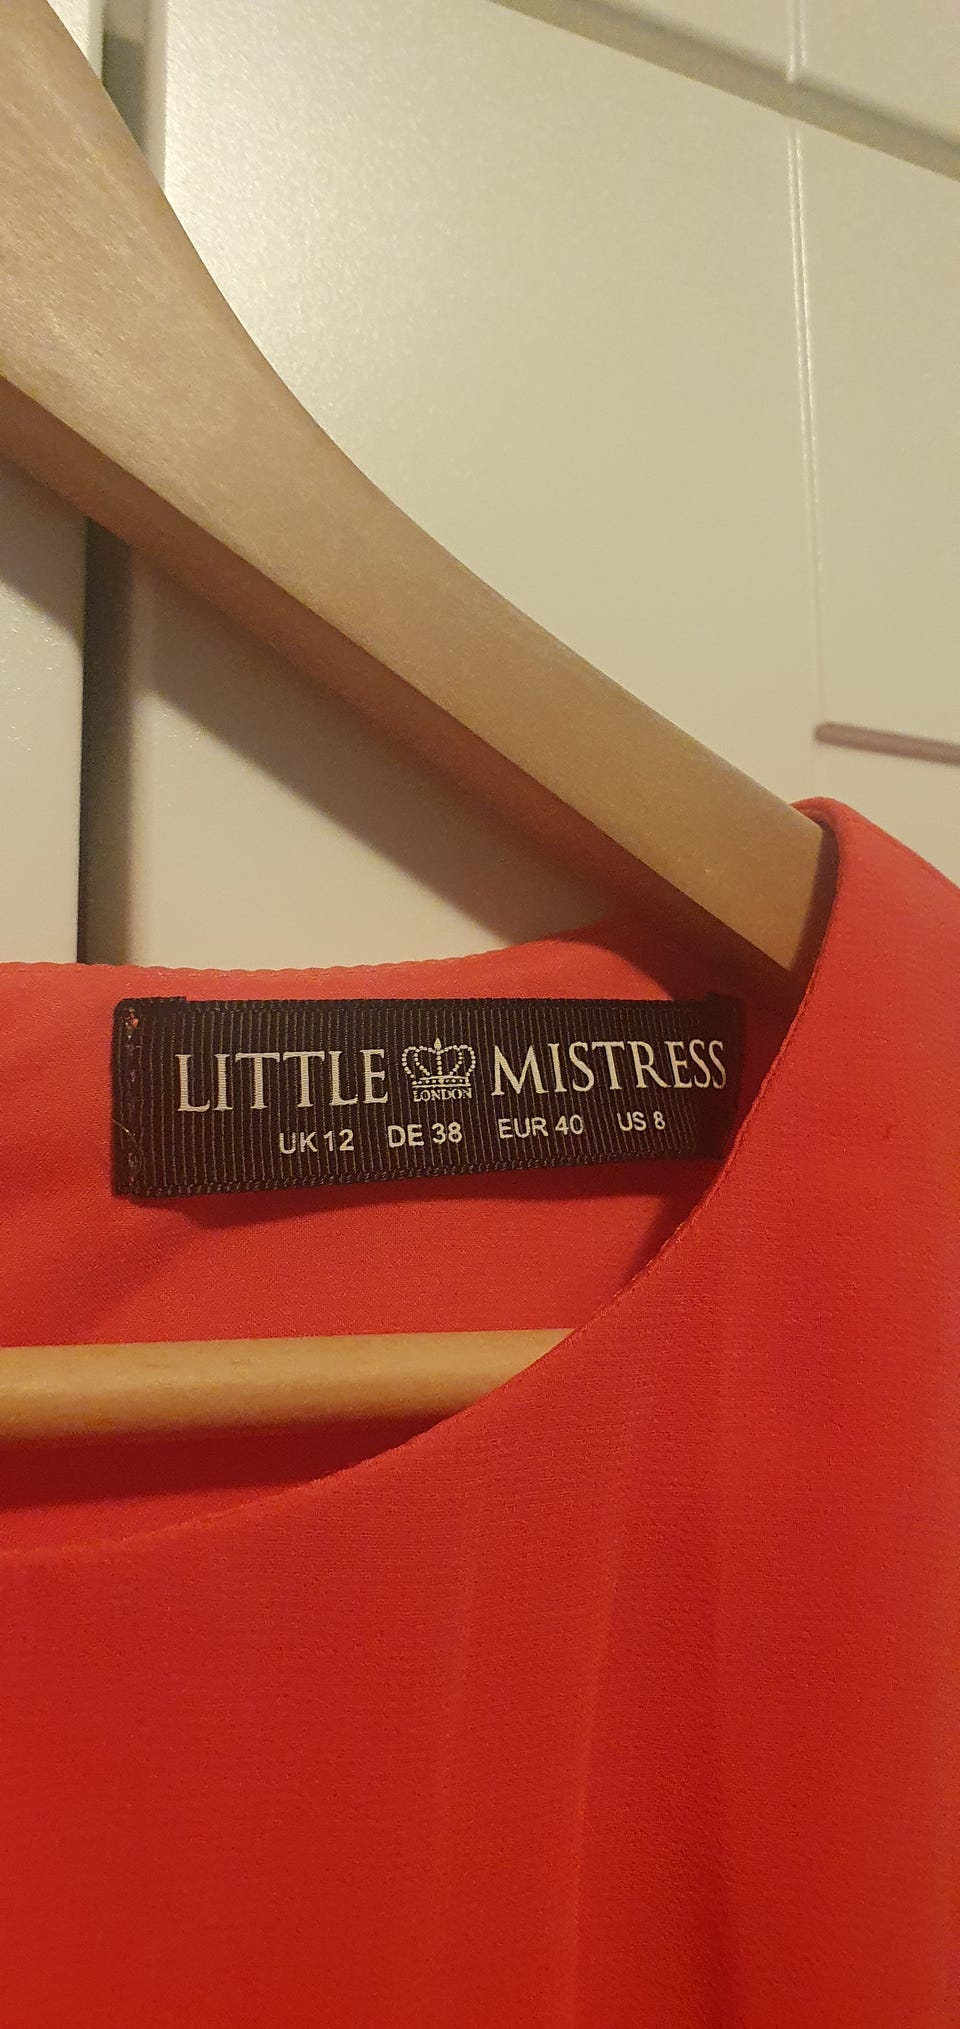 LITTLE MISTRESS
LONDON
UK 12 DE 38 EUR 40 US 8